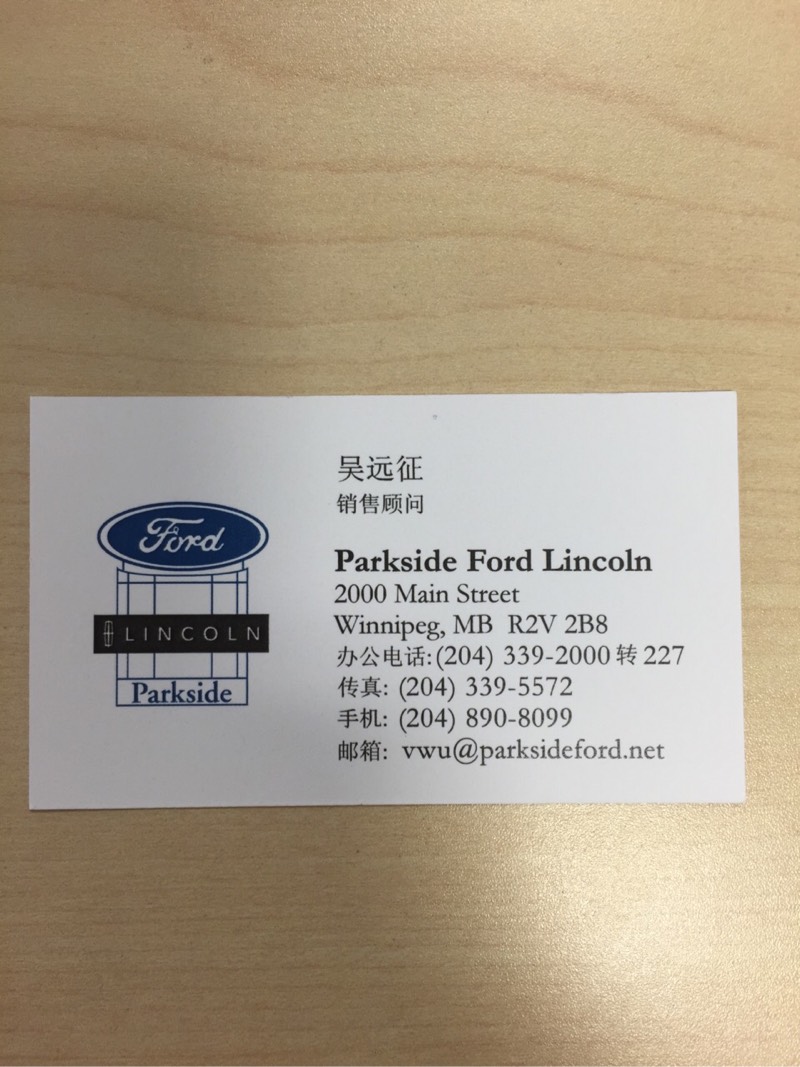 吴远征
销售顾问
Ford
LINCOLN
Parkside
Parkside Ford Lincoln
2000 Main Street
Winnipeg, MB R2V 2B8
办公电话:(204) 339-2000 转 227
传真: (204) 339-5572
手机: (204) 890-8099
邮箱: vwu@parksideford.net